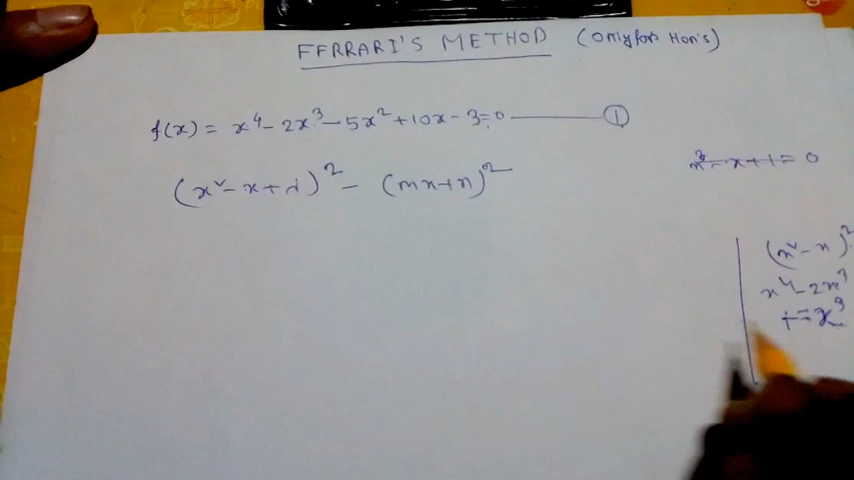 FERRARI'S METHOD (Only for Hon's)
f(x) = x⁴ - 2x³ - 5x² + 10x - 3 = 0 ——— ①
x³ - x + 1 = 0
(x² - x + λ)² - (mx+n)²
(x² - x)²
x⁴ - 2x³